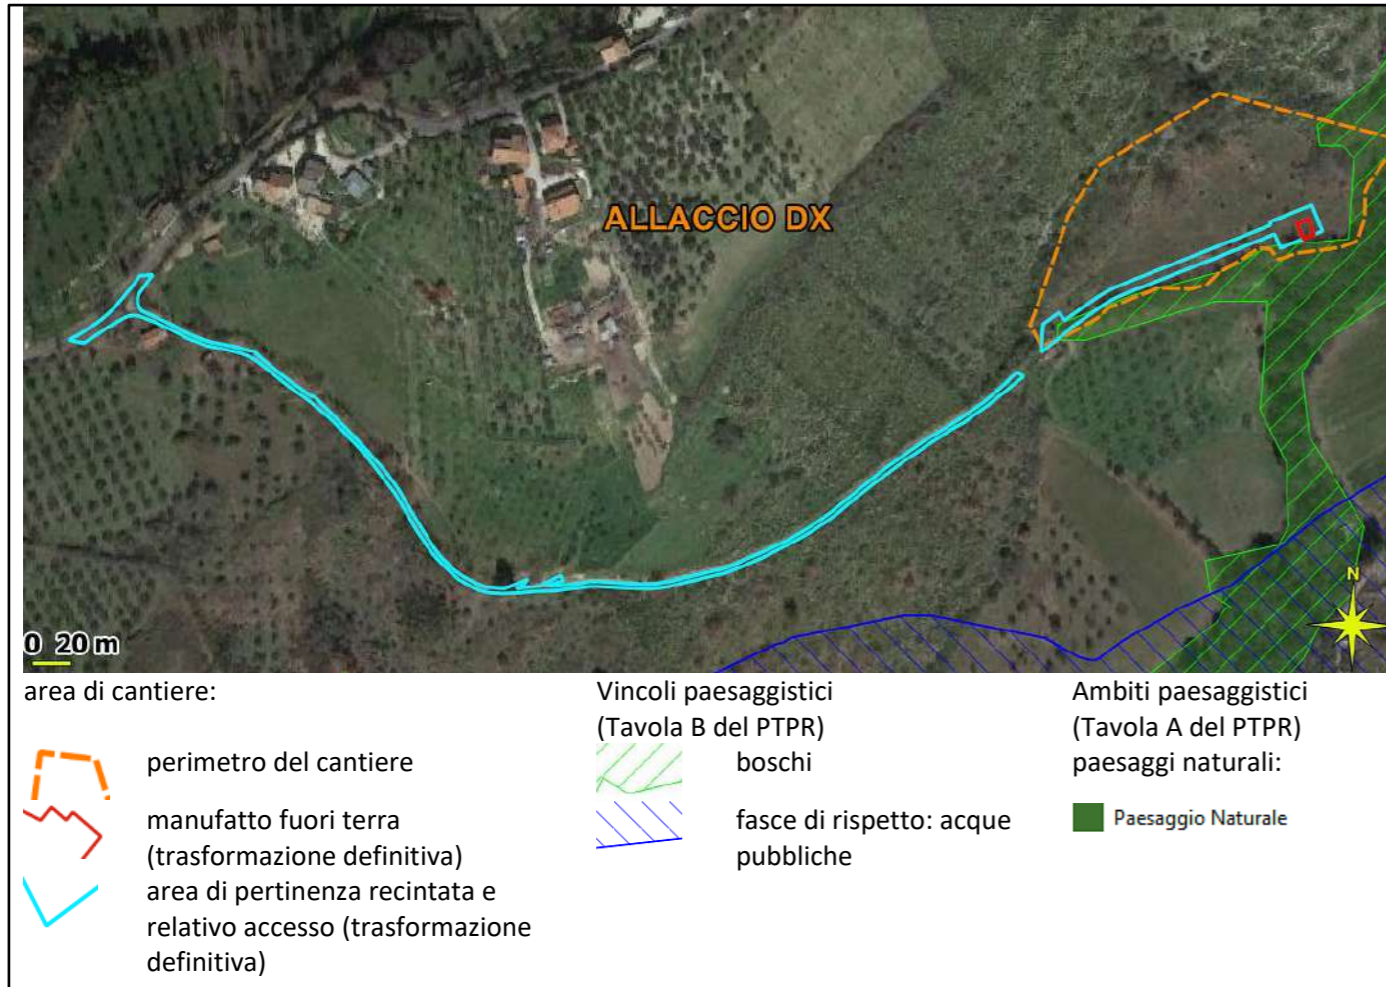 ALLACCIO DX
N
0 20 m
area di cantiere:
perimetro del cantiere
manufatto fuori terra
(trasformazione definitiva)
area di pertinenza recintata e
relativo accesso (trasformazione
definitiva)
Vincoli paesaggistici
(Tavola B del PTPR)
boschi
fasce di rispetto: acque
pubbliche
Ambiti paesaggistici
(Tavola A del PTPR)
paesaggi naturali:
Paesaggio Naturale